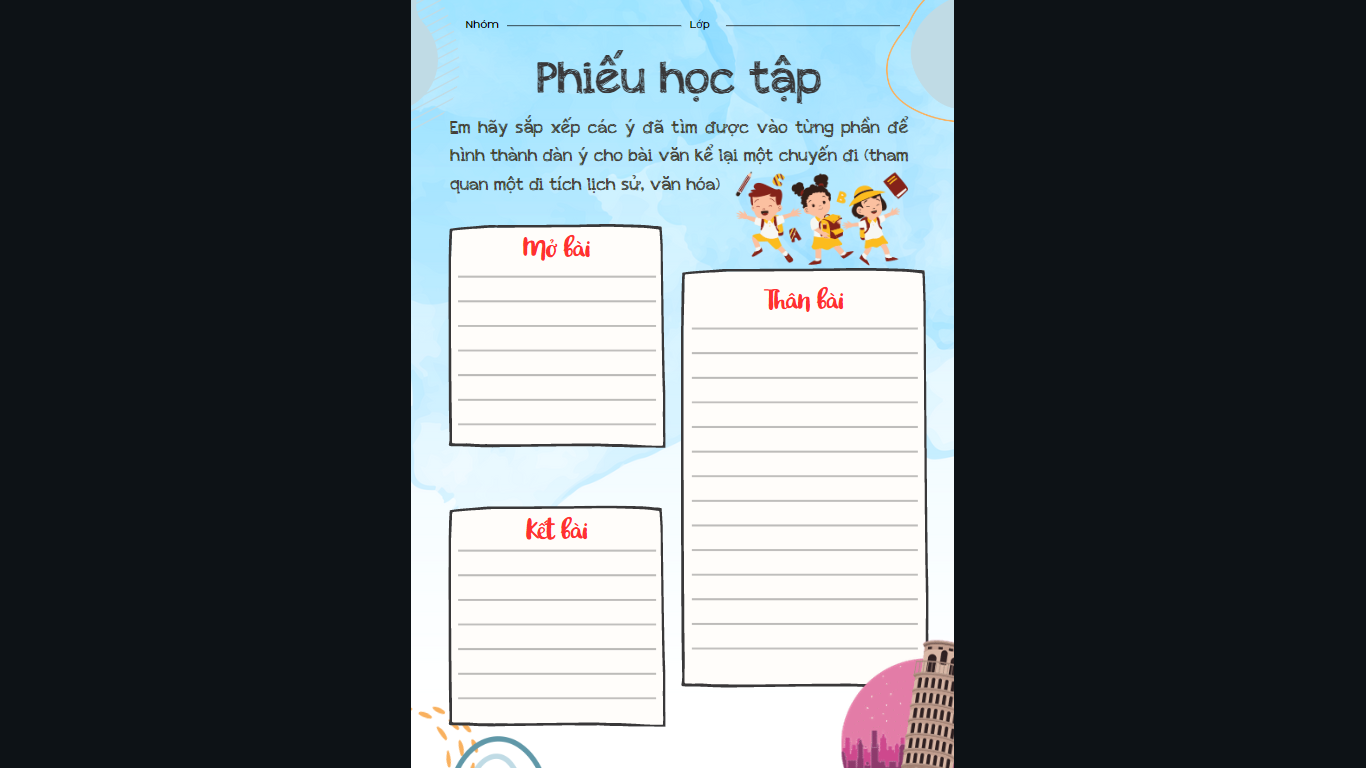 Nhóm Lớp
Phiếu học tập
Em hãy sắp xếp các ý đã tìm được vào từng phần để
hình thành dàn ý cho bài văn kể lại một chuyến đi (tham
quan một di tích lịch sử, văn hóa)
Mở bài
Thân bài
Kết bài